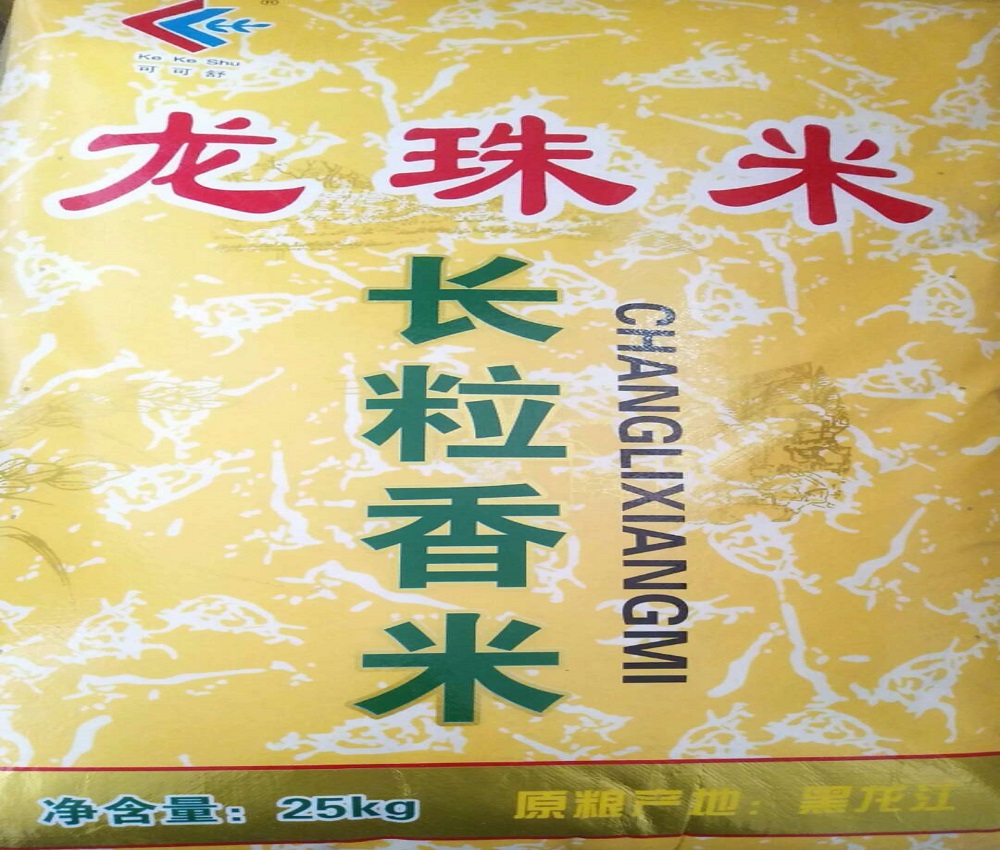 ®
Ke Ke Shu
可可舒
龙珠米
长粒香米
CHANGLIXIANGMI
净含量：25kg
原粮产地：黑龙江